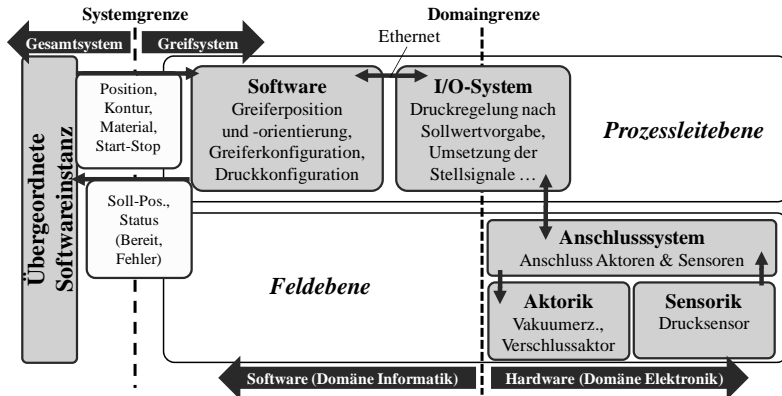 Systemgrenze
Domaingrenze
Gesamtsystem
Greifsystem
Ethernet
Übergeordnete
Softwareinstanz
Position,
Kontur,
Material,
Start-Stop
Soll-Pos.,
Status
(Bereit,
Fehler)
Software
Greiferposition
und -orientierung,
Greiferkonfiguration,
Druckkonfiguration
I/O-System
Druckregelung nach
Sollwertvorgabe,
Umsetzung der
Stellsignale …
Prozessleitebene
Feldebene
Anschlusssystem
Anschluss Aktoren & Sensoren
Aktorik
Vakuumerz.,
Verschlussaktor
Sensorik
Drucksensor
Software (Domäne Informatik)
Hardware (Domäne Elektronik)